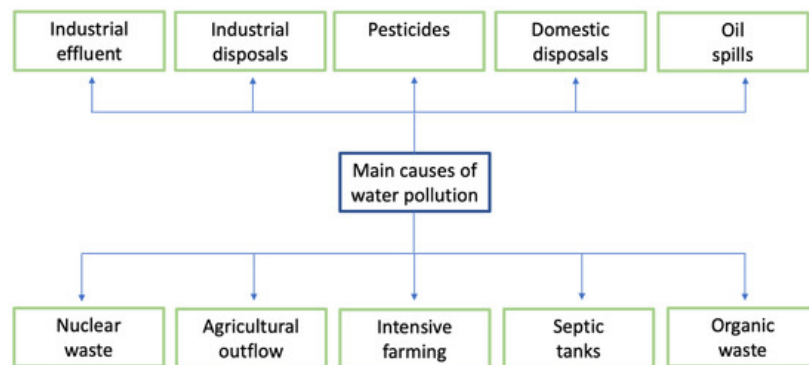 Industrial
effluent
Industrial
disposals
Pesticides
Domestic
disposals
Oil
spills
Main causes of
water pollution
Nuclear
waste
Agricultural
outflow
Intensive
farming
Septic
tanks
Organic
waste